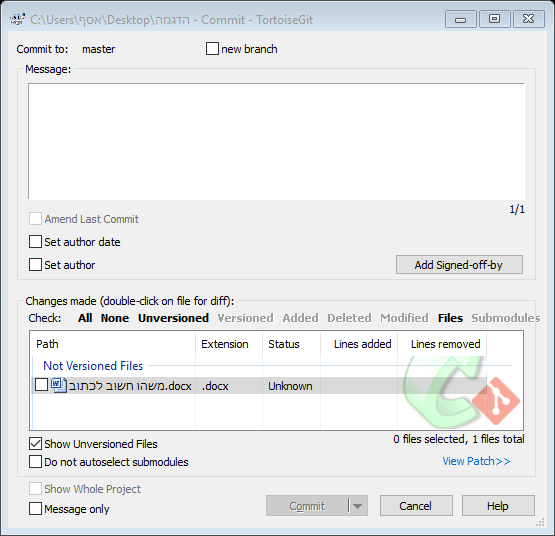 C:\Users\אסף\Desktop\הדגמה - Commit - TortoiseGit
Commit to: master new branch
Message:
1/1
Amend Last Commit
Set author date
Set author Add Signed-off-by
Changes made (double-click on file for diff):
Check: All None Unversioned Versioned Added Deleted Modified Files Submodules
Path Extension Status Lines added Lines removed
Not Versioned Files
משהו חשוב לכתוב.docx .docx Unknown
Show Unversioned Files 0 files selected, 1 files total
Do not autoselect submodules View Patch>>
Show Whole Project
Message only Commit Cancel Help